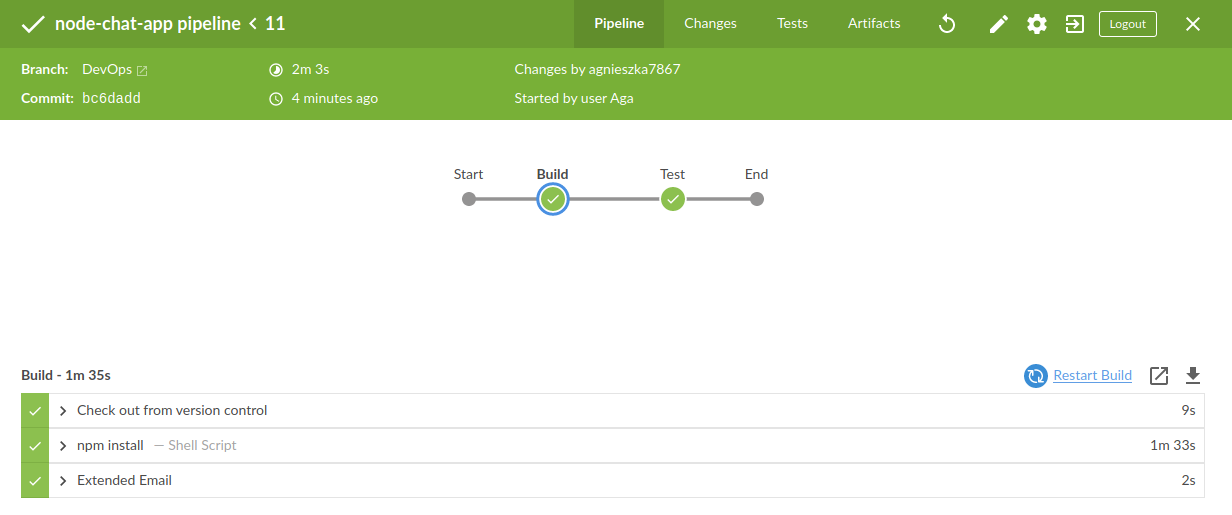 node-chat-app pipeline < 11 Pipeline Changes Tests Artifacts Logout
Branch: DevOps 2m 3s Changes by agnieszka7867
Commit: bc6dadd 4 minutes ago Started by user Aga
Start Build Test End
Build - 1m 35s Restart Build
Check out from version control 9s
npm install — Shell Script 1m 33s
Extended Email 2s